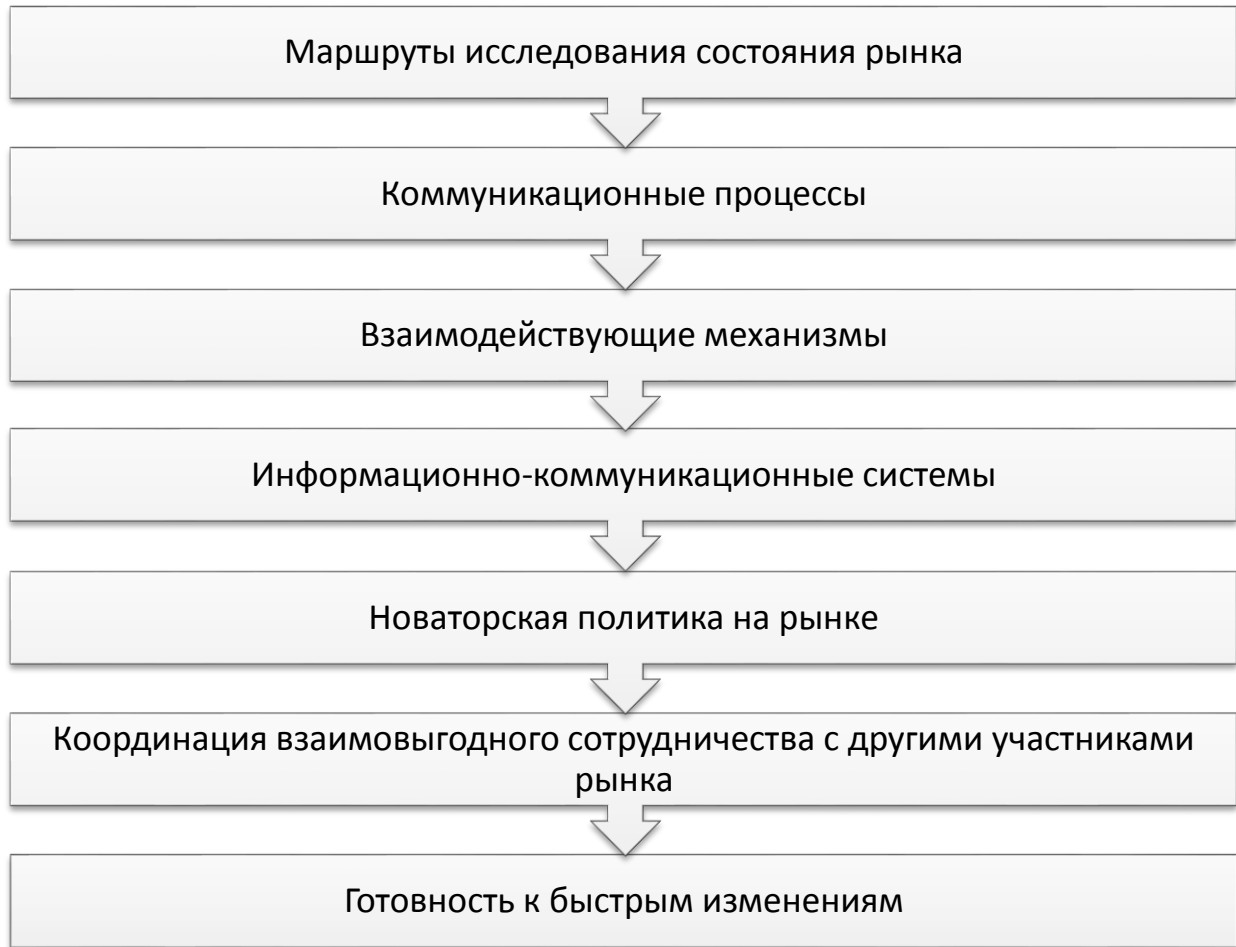 Маршруты исследования состояния рынка
Коммуникационные процессы
Взаимодействующие механизмы
Информационно-коммуникационные системы
Новаторская политика на рынке
Координация взаимовыгодного сотрудничества с другими участниками
рынка
Готовность к быстрым изменениям